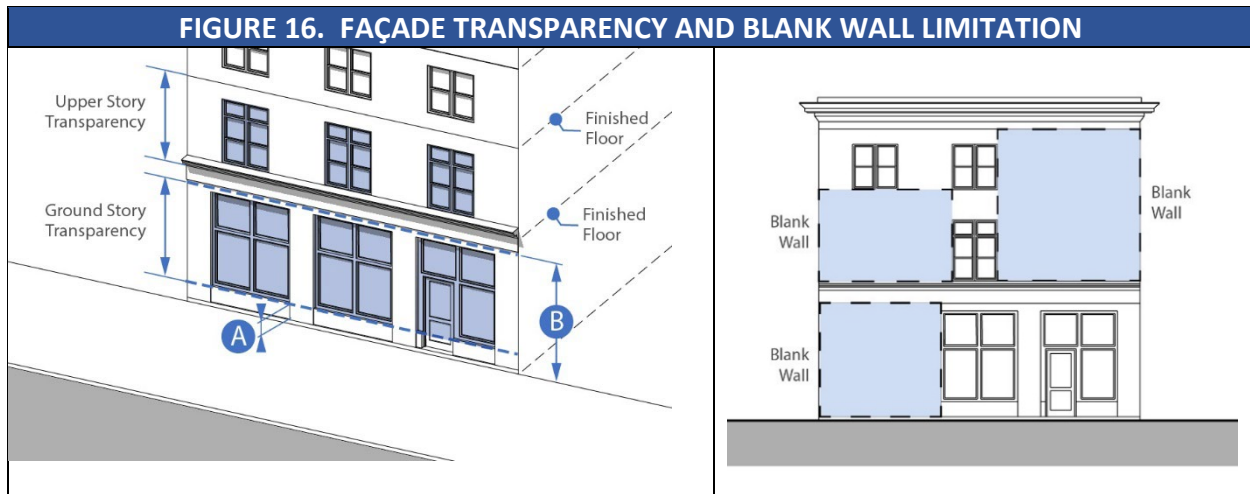 FIGURE 16. FAÇADE TRANSPARENCY AND BLANK WALL LIMITATION
Upper Story
Transparency
Finished
Floor
Ground Story
Transparency
Finished
Floor
A
B
Blank
Wall
Blank
Wall
Blank
Wall